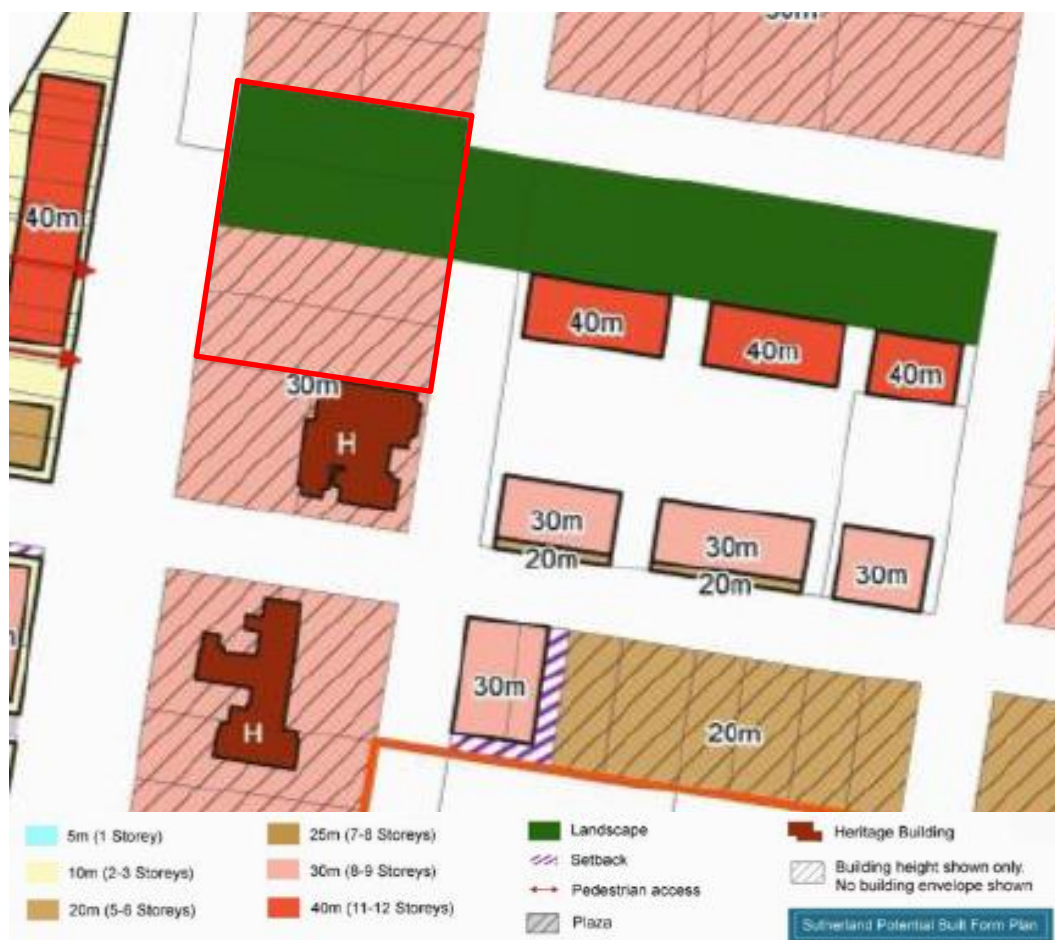 40m
30m
H
40m
40m
40m
30m
20m
30m
20m
30m
H
30m
20m
5m (1 Storey)
10m (2-3 Storeys)
20m (5-6 Storeys)
25m (7-8 Storeys)
30m (8-9 Storeys)
40m (11-12 Storeys)
Landscape
Setback
Pedestrian access
Plaza
Heritage Building
Building height shown only.
No building envelope shown
Sutherland Potential Built Form Plan